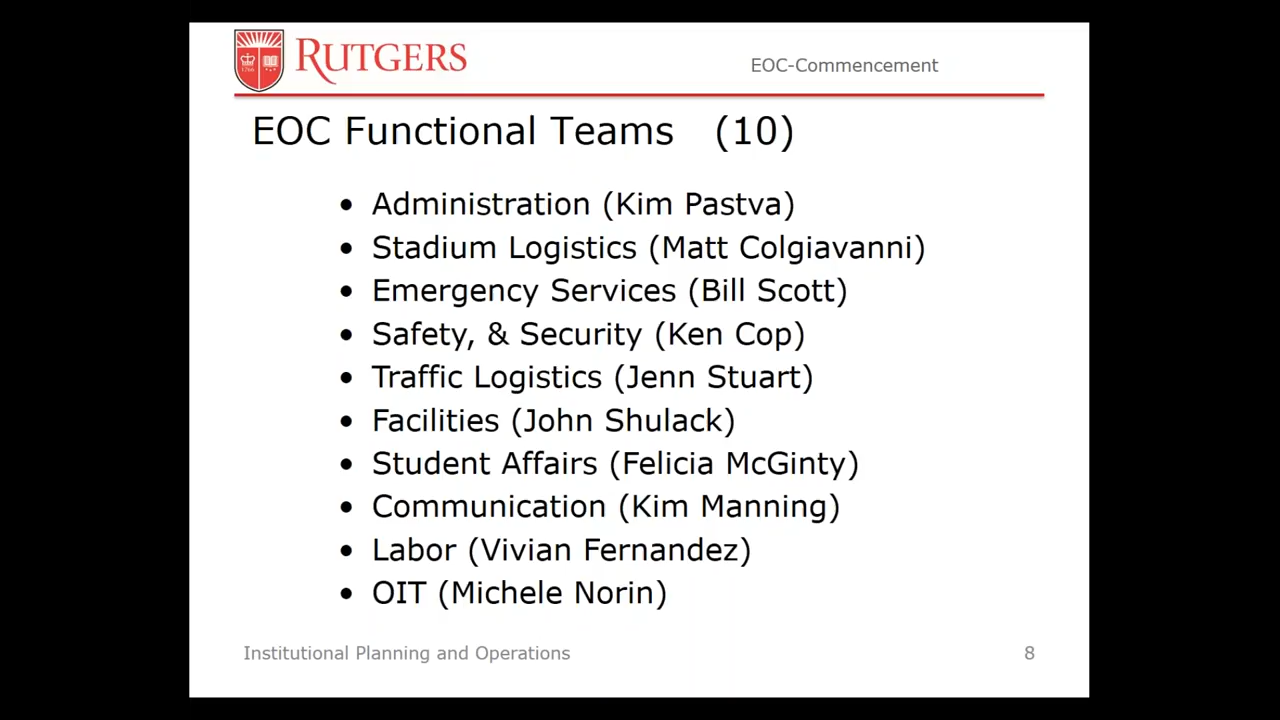 RUTGERS
EOC-Commencement
EOC Functional Teams (10)
• Administration (Kim Pastva)
• Stadium Logistics (Matt Colgiavanni)
• Emergency Services (Bill Scott)
• Safety, & Security (Ken Cop)
• Traffic Logistics (Jenn Stuart)
• Facilities (John Shulack)
• Student Affairs (Felicia McGinty)
• Communication (Kim Manning)
• Labor (Vivian Fernandez)
• OIT (Michele Norin)
Institutional Planning and Operations
8